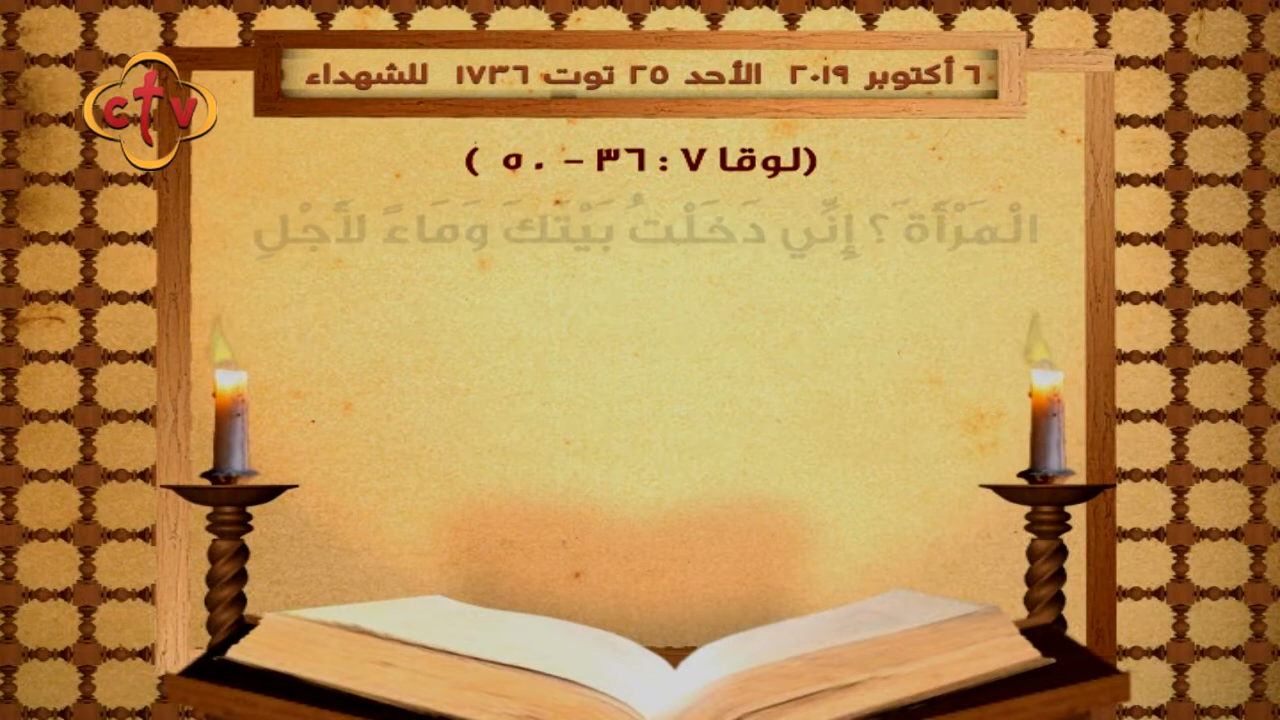 ٦ أكتوبر ٢٠١٩ الأحد ٢٥ توت ١٧٣٦ للشهداء
ctv
(لوقا ٧ : ٣٦ - ٥٠ )
الْمَرْأَةَ ؟ إِنِّي دَخَلْتُ بَيْتَكَ وَمَاءً لأَجْلِ